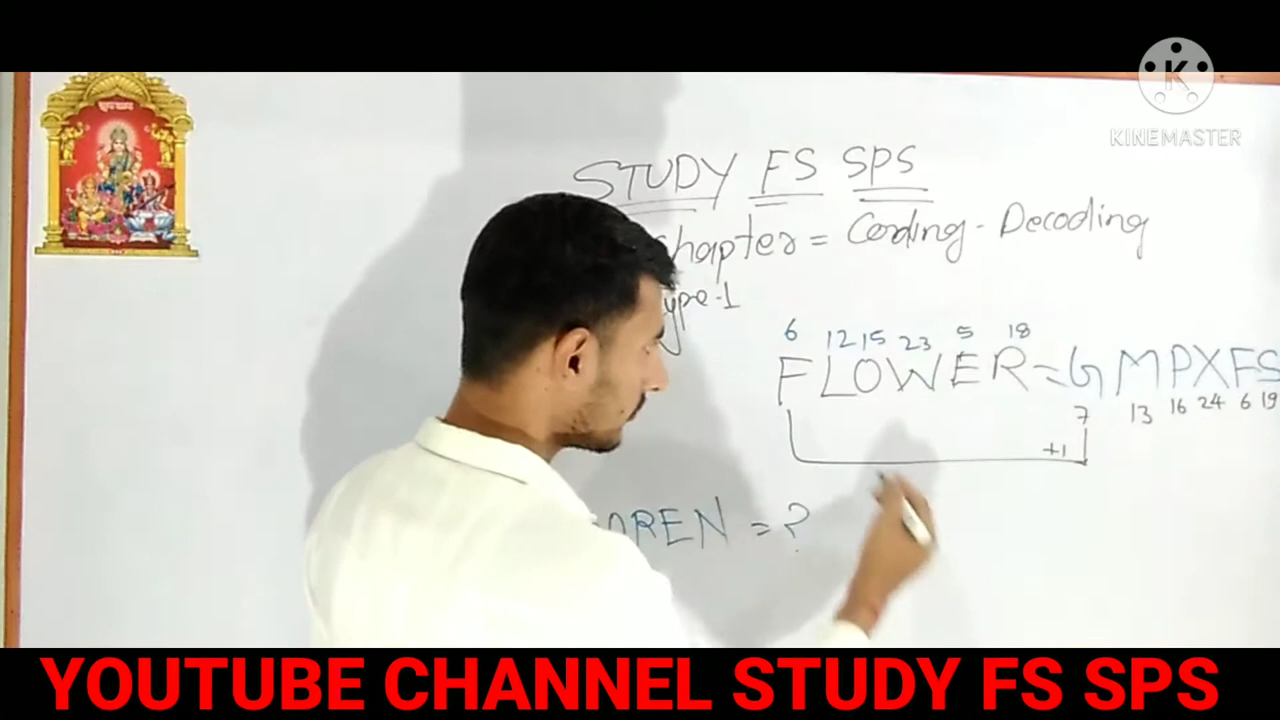 KINEMASTER
STUDY FS SPS
chapter = Coding - Decoding
ype-1
6 12 15 23 5 18
FLOWER = GMPXFS
7 13 16 24 6 19
+1
OREN = ?
YOUTUBE CHANNEL STUDY FS SPS